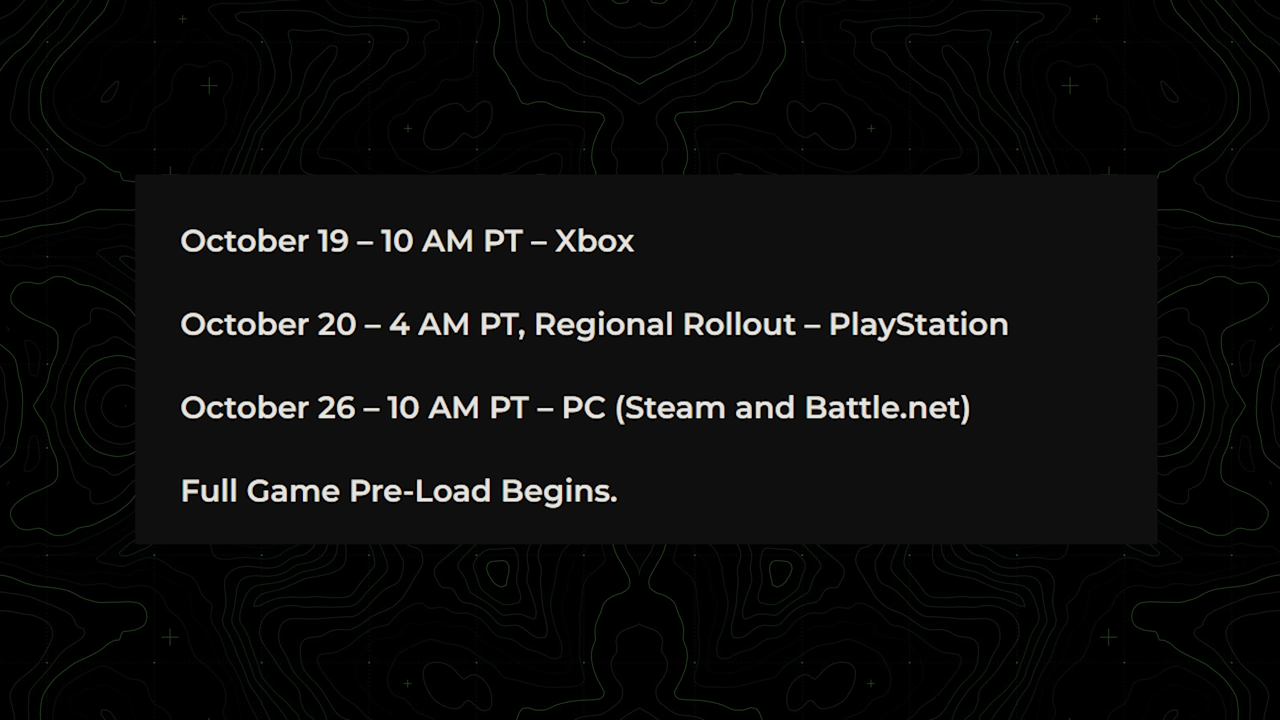 October 19 – 10 AM PT – Xbox
October 20 – 4 AM PT, Regional Rollout – PlayStation
October 26 – 10 AM PT – PC (Steam and Battle.net)
Full Game Pre-Load Begins.